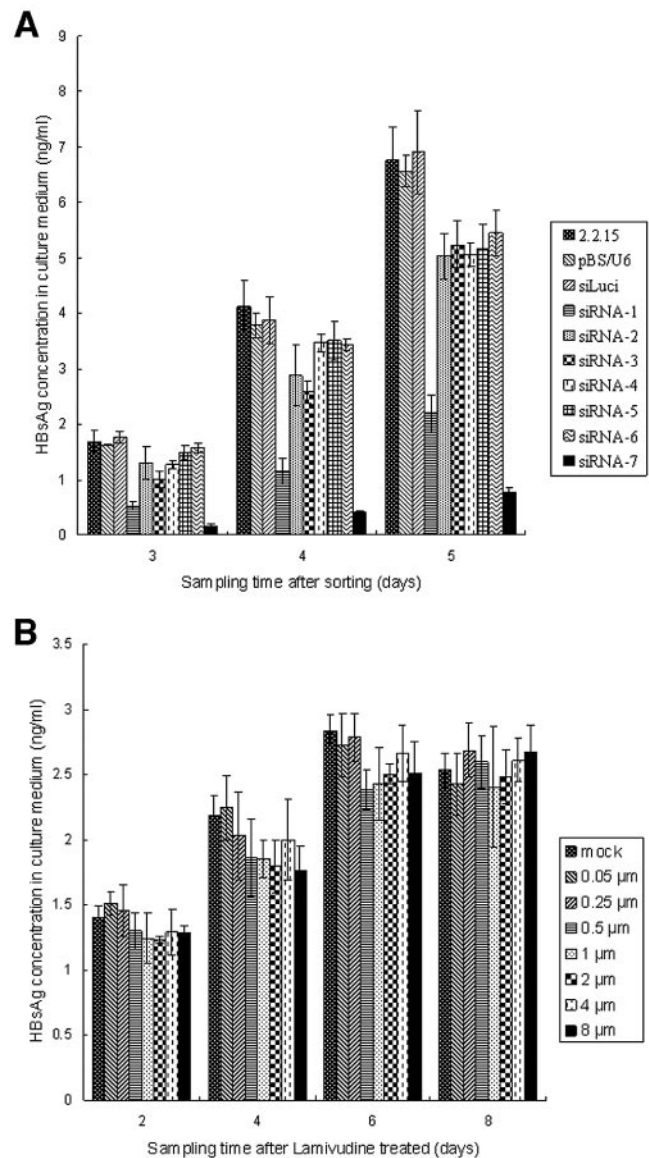 A
HBsAg concentration in culture medium (ng/ml)
9
8
7
6
5
4
3
2
1
0
3
4
5
Sampling time after sorting (days)
2.2.15
pBS/U6
siLuci
siRNA-1
siRNA-2
siRNA-3
siRNA-4
siRNA-5
siRNA-6
siRNA-7
B
HBsAg concentration in culture medium (ng/ml)
3.5
3
2.5
2
1.5
1
0.5
0
2
4
6
8
Sampling time after Lamivudine treated (days)
mock
0.05 μm
0.25 μm
0.5 μm
1 μm
2 μm
4 μm
8 μm